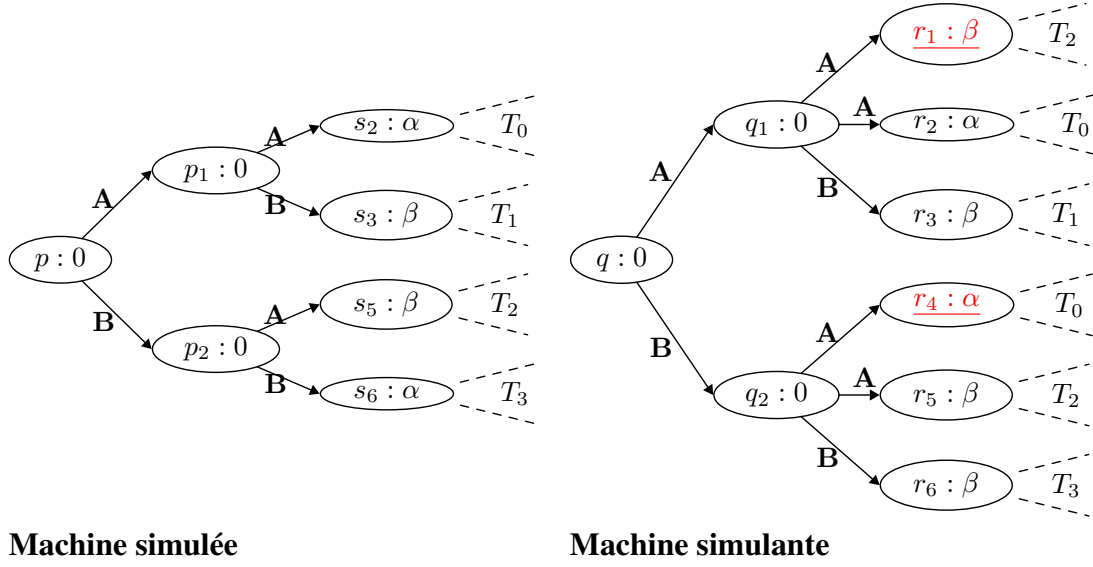 p : 0
A
B
p₁ : 0
A
B
p₂ : 0
A
B
s₂ : α
T₀
s₃ : β
T₁
s₅ : β
T₂
s₆ : α
T₃
Machine simulée
q : 0
A
B
q₁ : 0
A
A
B
q₂ : 0
A
A
B
r₁ : β
T₂
r₂ : α
T₀
r₃ : β
T₁
r₄ : α
T₀
r₅ : β
T₂
r₆ : β
T₃
Machine simulante